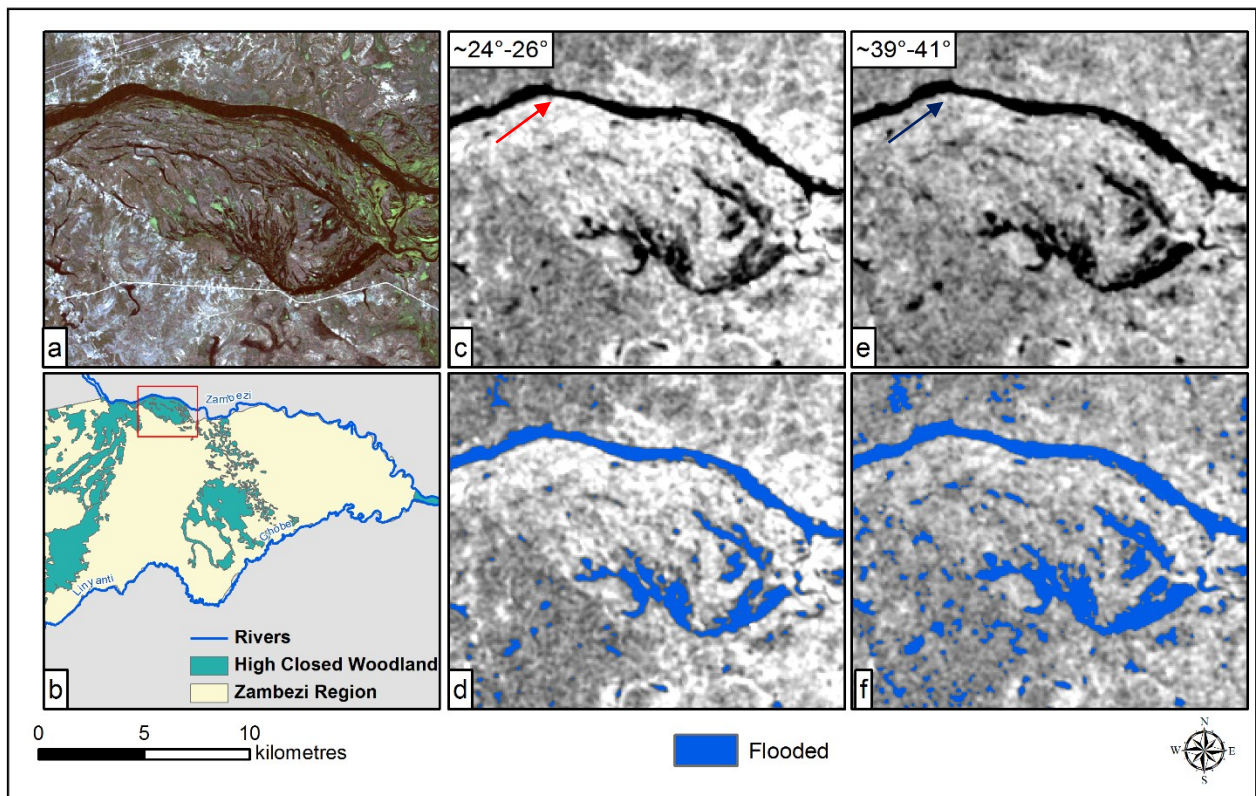 ~24°-26°
~39°-41°
a
c
e
Zambezi
Chobe
Linyanti
Rivers
High Closed Woodland
Zambezi Region
b
d
f
0 5 10
kilometres
Flooded
N
W E
S